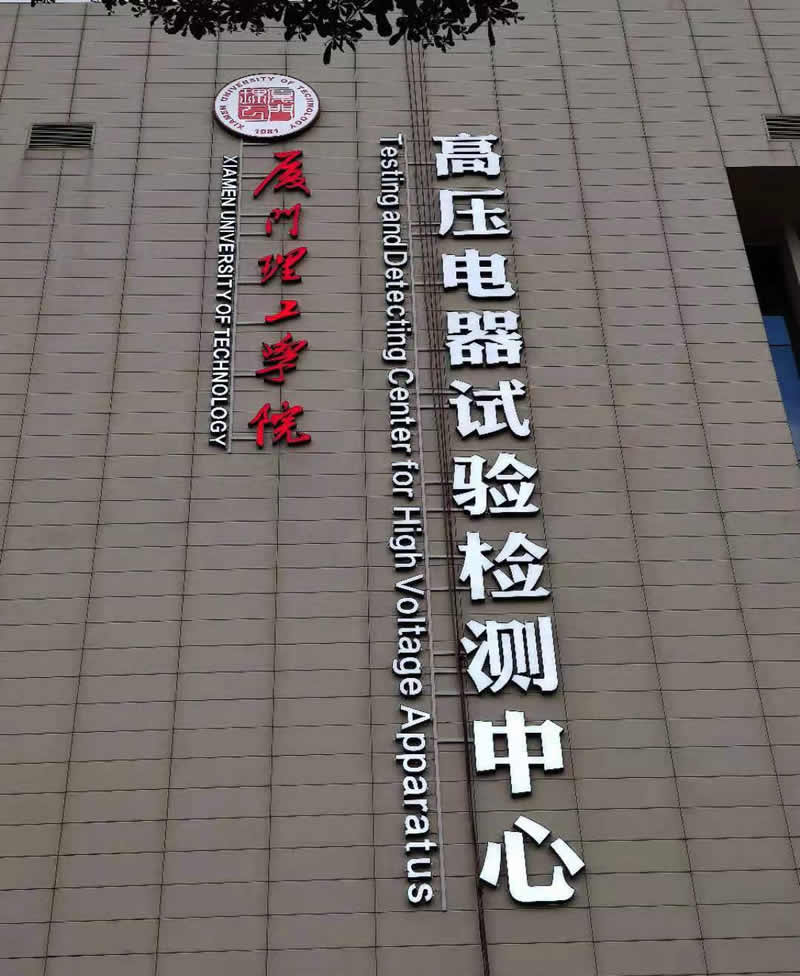 XIAMEN UNIVERSITY OF TECHNOLOGY
1981
厦门理工学院
XIAMEN UNIVERSITY OF TECHNOLOGY
高压电器试验检测中心
Testing and Detecting Center for High Voltage Apparatus